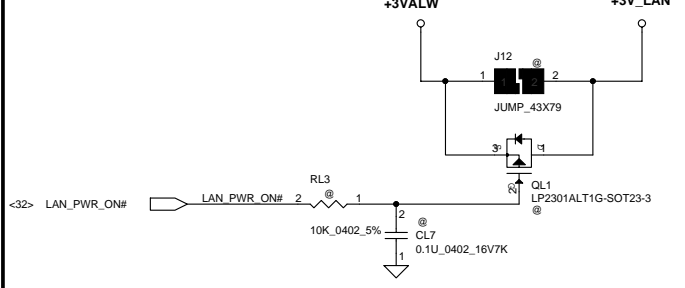 +3VALW +3V_LAN
J12
@
1 1 2 2
JUMP_43X79
3 S D 1
G
2
QL1
LP2301ALT1G-SOT23-3
@
RL3
@
<32> LAN_PWR_ON# LAN_PWR_ON# 2 1
10K_0402_5%
2
@
CL7
0.1U_0402_16V7K
1